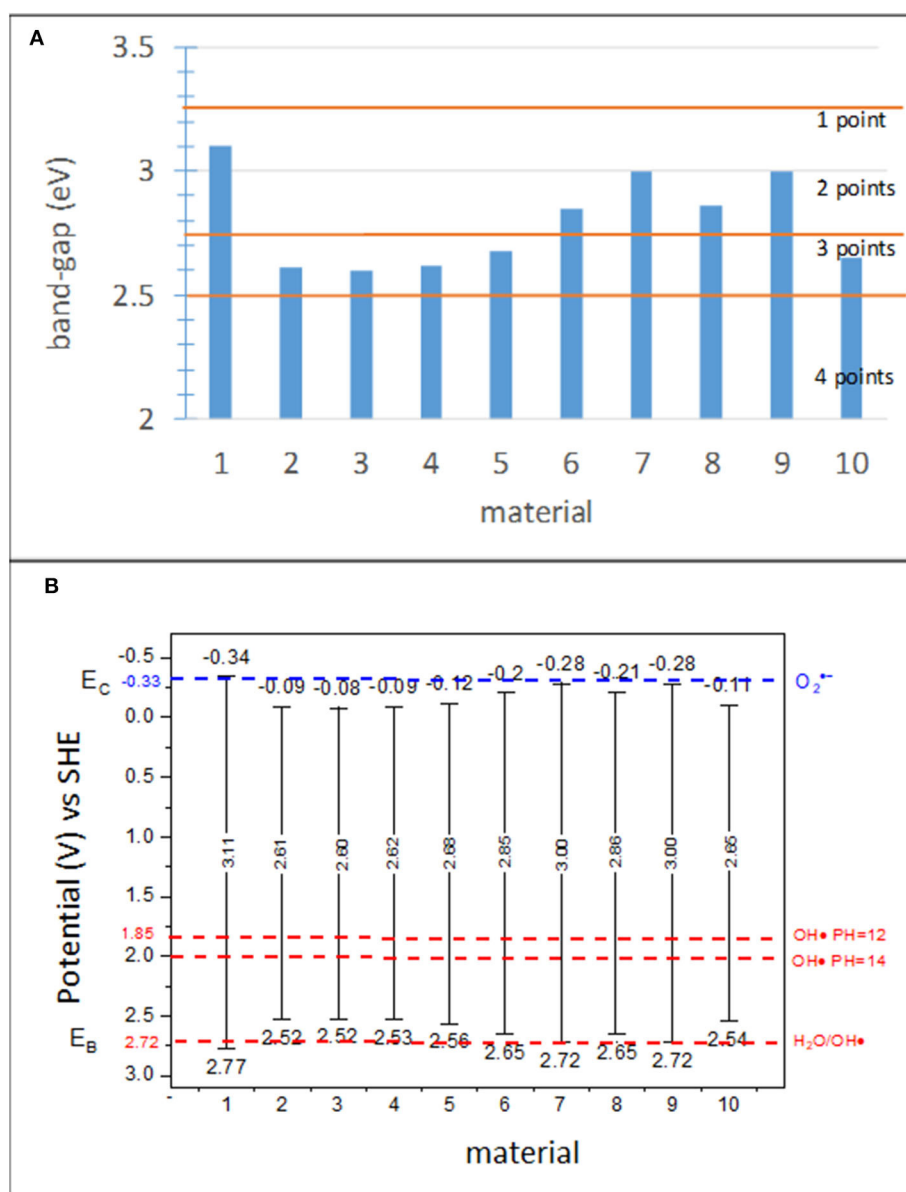 A
3.5
1 point
3
2 points
3 points
2.5
4 points
2
band-gap (eV)
1 2 3 4 5 6 7 8 9 10
material
B
-0.5
-0.34 -0.09 -0.08 -0.09 -0.12 -0.2 -0.28 -0.21 -0.28 -0.11
E_C -0.33
O₂•−
0.0
0.5
1.0
3.11 2.61 2.60 2.62 2.68 2.85 3.00 2.86 3.00 2.65
1.5
1.85
OH• PH=12
2.0
OH• PH=14
2.5
E_B 2.72
2.77 2.52 2.52 2.53 2.56 2.65 2.72 2.65 2.72 2.54
H₂O/OH•
3.0
Potential (V) vs SHE
- 1 2 3 4 5 6 7 8 9 10
material